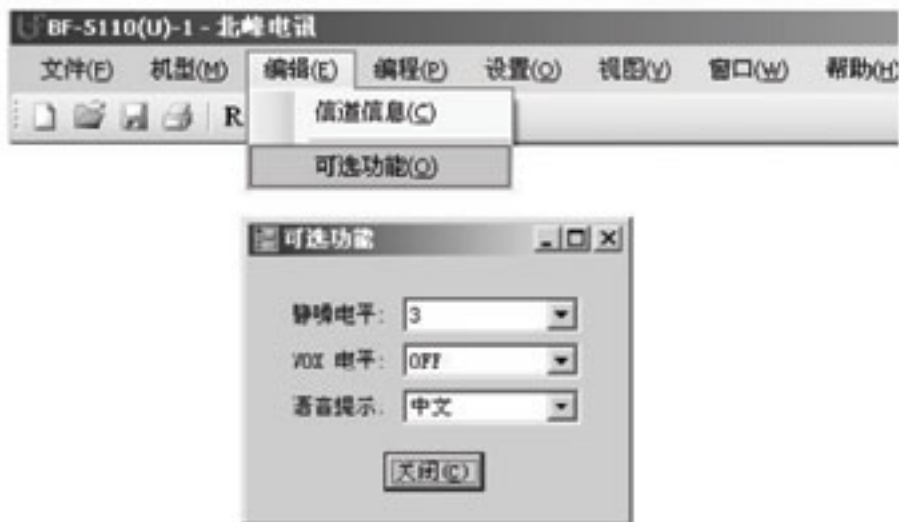 BF-5110(U)-1 - 北峰电讯
文件(F) 机型(M) 编辑(E) 编程(P) 设置(O) 视图(V) 窗口(W) 帮助(H
R
信道信息(C)
可选功能(O)
可选功能
静噪电平: 3
VOX 电平: OFF
语音提示: 中文
关闭(C)